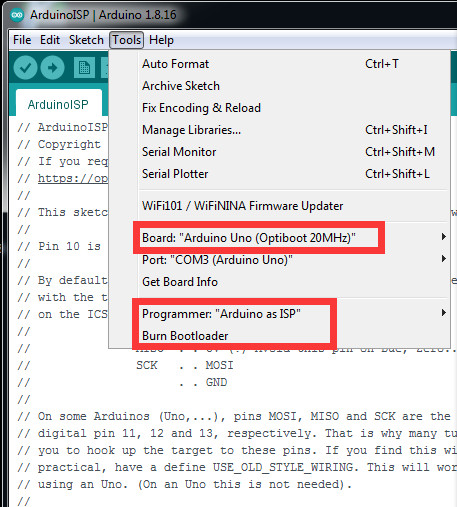 ArduinoISP | Arduino 1.8.16
File Edit Sketch Tools Help
Auto Format Ctrl+T
Archive Sketch
Fix Encoding & Reload
Manage Libraries... Ctrl+Shift+I
Serial Monitor Ctrl+Shift+M
Serial Plotter Ctrl+Shift+L
WiFi101 / WiFiNINA Firmware Updater
Board: "Arduino Uno (Optiboot 20MHz)"
Port: "COM3 (Arduino Uno)"
Get Board Info
Programmer: "Arduino as ISP"
Burn Bootloader
ArduinoISP
// ArduinoISP
// Copyright
// If you req
// https://op
//
// This sketc
//
// Pin 10 is
//
// By default
// with the t
// on the ICS
//
// SCK . . MOSI
// . . GND
//
// On some Arduinos (Uno,...), pins MOSI, MISO and SCK are the
// digital pin 11, 12 and 13, respectively. That is why many tu
// you to hook up the target to these pins. If you find this wi
// practical, have a define USE_OLD_STYLE_WIRING. This will wor
// using an Uno. (On an Uno this is not needed).
//